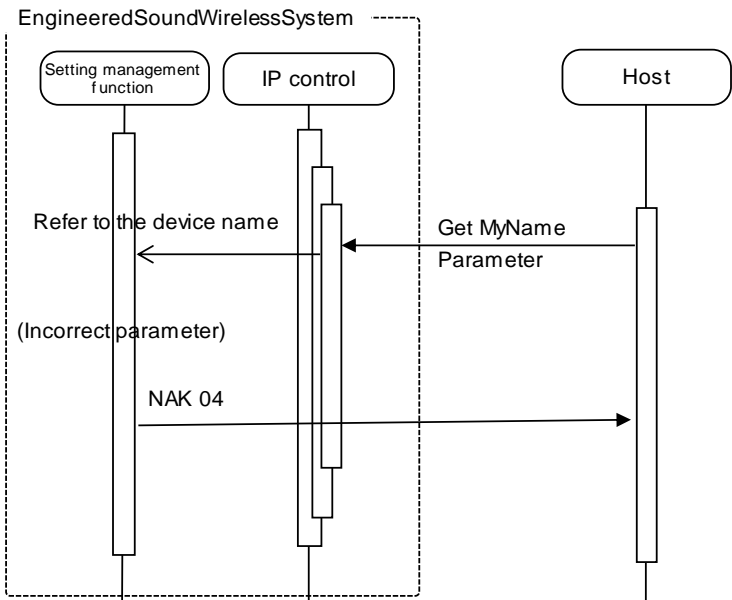 EngineeredSoundWirelessSystem
Setting management
function
IP control
Host
Refer to the device name
Get MyName
Parameter
(Incorrect parameter)
NAK 04